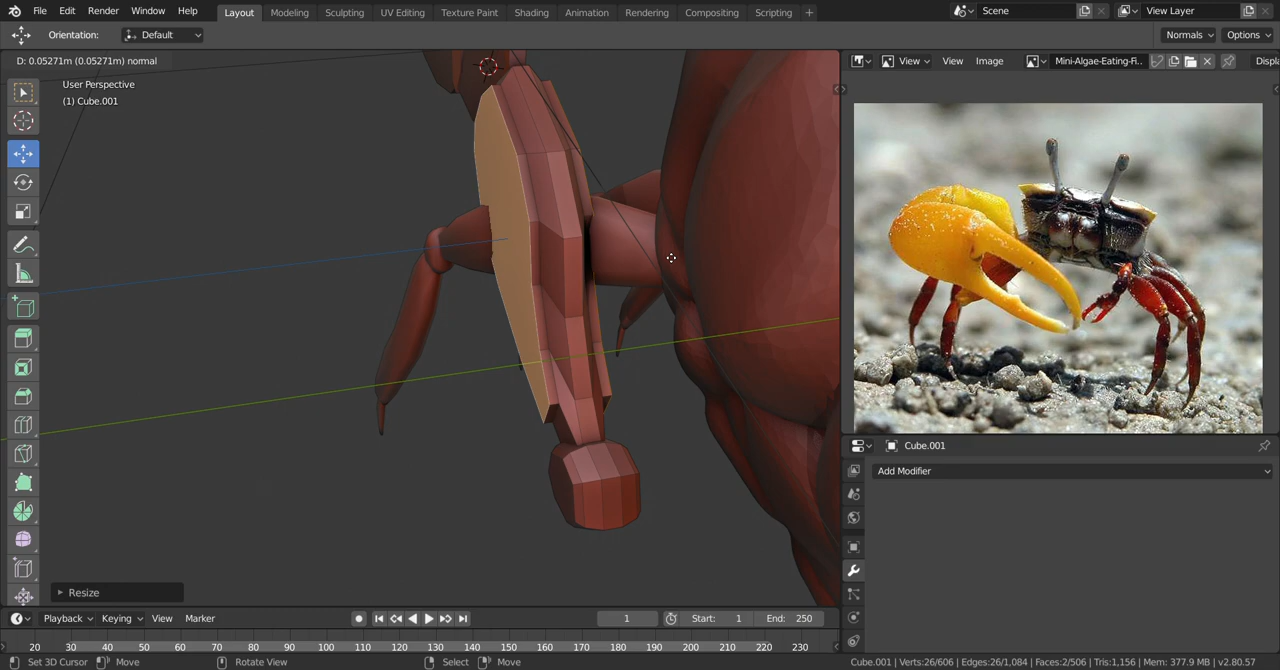 File Edit Render Window Help Layout Modeling Sculpting UV Editing Texture Paint Shading Animation Rendering Compositing Scripting + Scene View Layer
Orientation: Default Normals Options
D: 0.05271m (0.05271m) normal
View View Image Mini-Algae-Eating-Fi... Displa
User Perspective
(1) Cube.001
Cube.001
Add Modifier
Resize
Playback Keying View Marker 1 Start: 1 End: 250
20 30 40 50 60 70 80 90 100 110 120 130 140 150 160 170 180 190 200 210 220 230
Set 3D Cursor Move Rotate View Select Move Cube.001 | Verts:26/606 | Edges:26/1,084 | Faces:2/506 | Tris:1,156 | Mem: 377.9 MB | v2.80.57